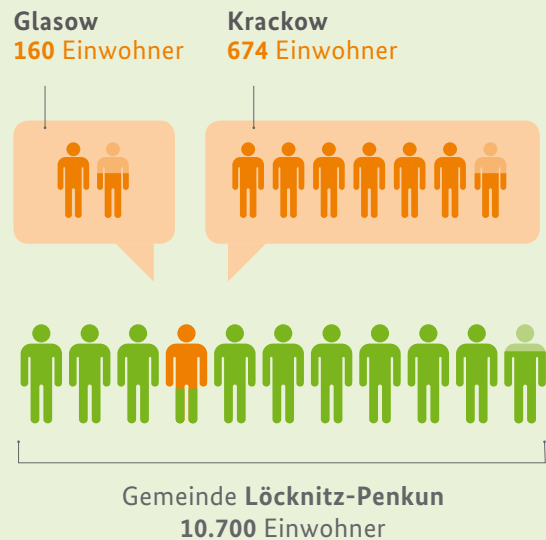 Glasow
160 Einwohner
Krackow
674 Einwohner
Gemeinde Löcknitz-Penkun
10.700 Einwohner